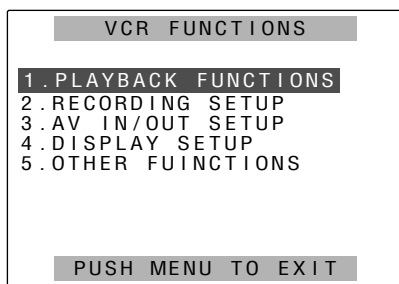 VCR FUNCTIONS
1.PLAYBACK FUNCTIONS
2.RECORDING SETUP
3.AV IN/OUT SETUP
4.DISPLAY SETUP
5.OTHER FUINCTIONS
PUSH MENU TO EXIT